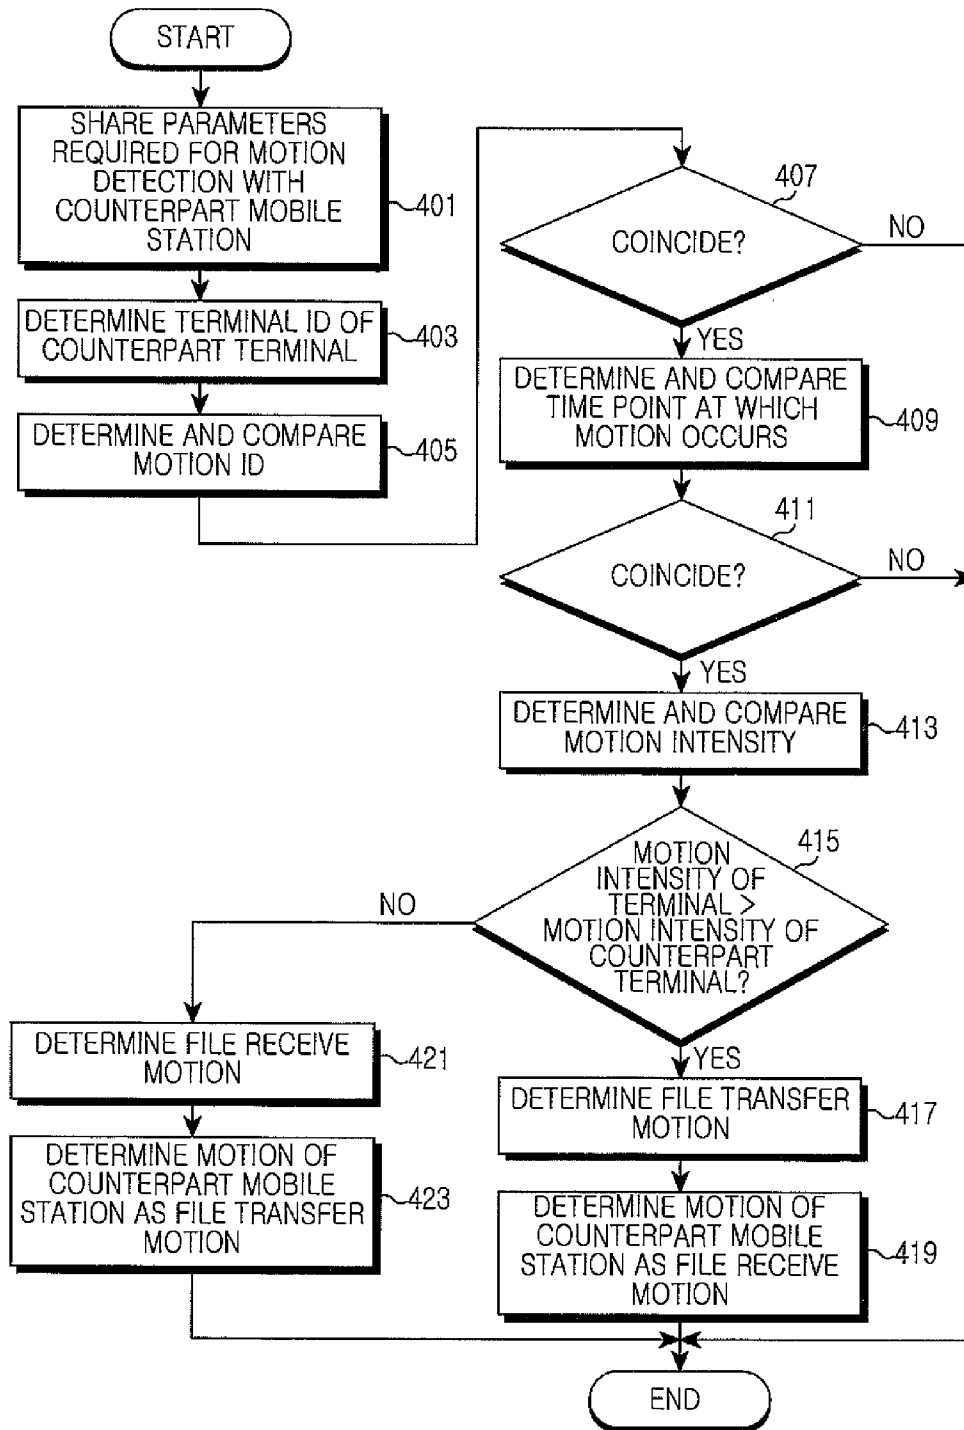 START
SHARE PARAMETERS
REQUIRED FOR MOTION
DETECTION WITH
COUNTERPART MOBILE
STATION
401
DETERMINE TERMINAL ID OF
COUNTERPART TERMINAL
403
DETERMINE AND COMPARE
MOTION ID
405
407
COINCIDE?
NO
YES
DETERMINE AND COMPARE
TIME POINT AT WHICH
MOTION OCCURS
409
411
COINCIDE?
NO
YES
DETERMINE AND COMPARE
MOTION INTENSITY
413
415
MOTION
INTENSITY OF
TERMINAL >
MOTION INTENSITY OF
COUNTERPART
TERMINAL?
NO
YES
DETERMINE FILE RECEIVE
MOTION
421
DETERMINE MOTION OF
COUNTERPART MOBILE
STATION AS FILE TRANSFER
MOTION
423
DETERMINE FILE TRANSFER
MOTION
417
DETERMINE MOTION OF
COUNTERPART MOBILE
STATION AS FILE RECEIVE
MOTION
419
END